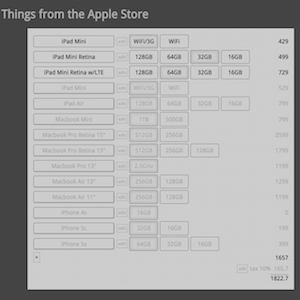 Things from the Apple Store
iPad Mini add WiFi/3G WiFi 429
iPad Mini Retina add 128GB 64GB 32GB 16GB 499
iPad Mini Retina w/LTE add 128GB 64GB 32GB 16GB 729
iPad Mini add WiFi/3G WiFi 529
iPad Air add 128GB 64GB 32GB 16GB 799
Macbook Mini add 1TB 500GB 799
Macbook Pro Retina 15" add 512GB 256GB 2599
Macbook Pro Retina 13" add 512GB 256GB 128GB 1799
Macbook Pro 13" add 2.5GHz 1199
Macbook Air 13" add 256GB 128GB 1299
Macbook Air 11" add 256GB 128GB 1199
iPhone 4s add 8
iPhone 5c add 32GB 16GB 199
iPhone 5s add 64GB 32GB 16GB 399
+ 1657
add tax 10% 165.7
1822.7